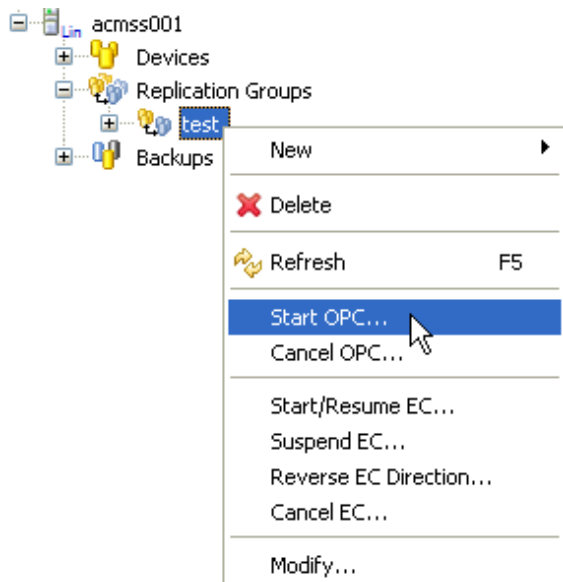 Lin acmss001
Devices
Replication Groups
test
Backups
New
Delete
Refresh F5
Start OPC...
Cancel OPC...
Start/Resume EC...
Suspend EC...
Reverse EC Direction...
Cancel EC...
Modify...